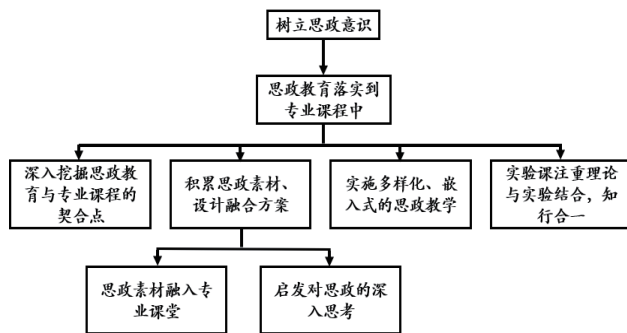 树立思政意识
思政教育落实到
专业课程中
深入挖掘思政教
育与专业课程的
契合点
积累思政素材、
设计融合方案
实施多样化、嵌
入式的思政教学
实验课注重理论
与实验结合，知
行合一
思政素材融入专
业课堂
启发对思政的深
入思考